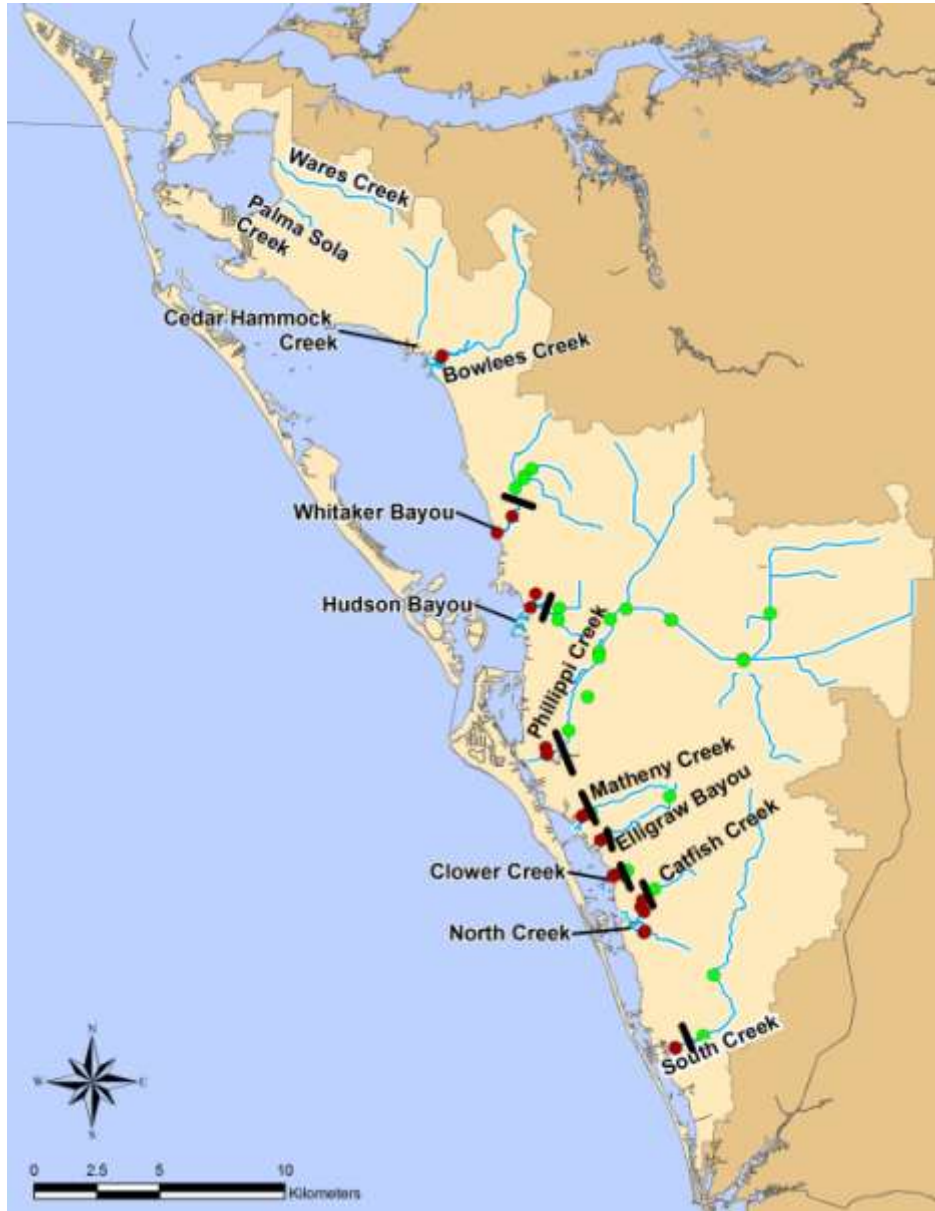 Wares Creek
Palma Sola
Creek
Cedar Hammock
Creek
Bowlees Creek
Whitaker Bayou
Hudson Bayou
Phillippi Creek
Matheny Creek
Elligraw Bayou
Catfish Creek
Clower Creek
North Creek
South Creek
N
W
E
S
0 2.5 5 10
Kilometers